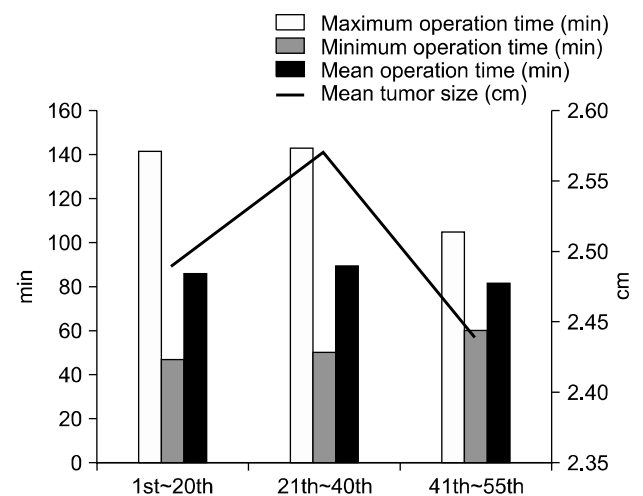 Maximum operation time (min)
Minimum operation time (min)
Mean operation time (min)
Mean tumor size (cm)
160
140
120
100
80
60
40
20
0
min
2.60
2.55
2.50
2.45
2.40
2.35
cm
1st~20th
21th~40th
41th~55th